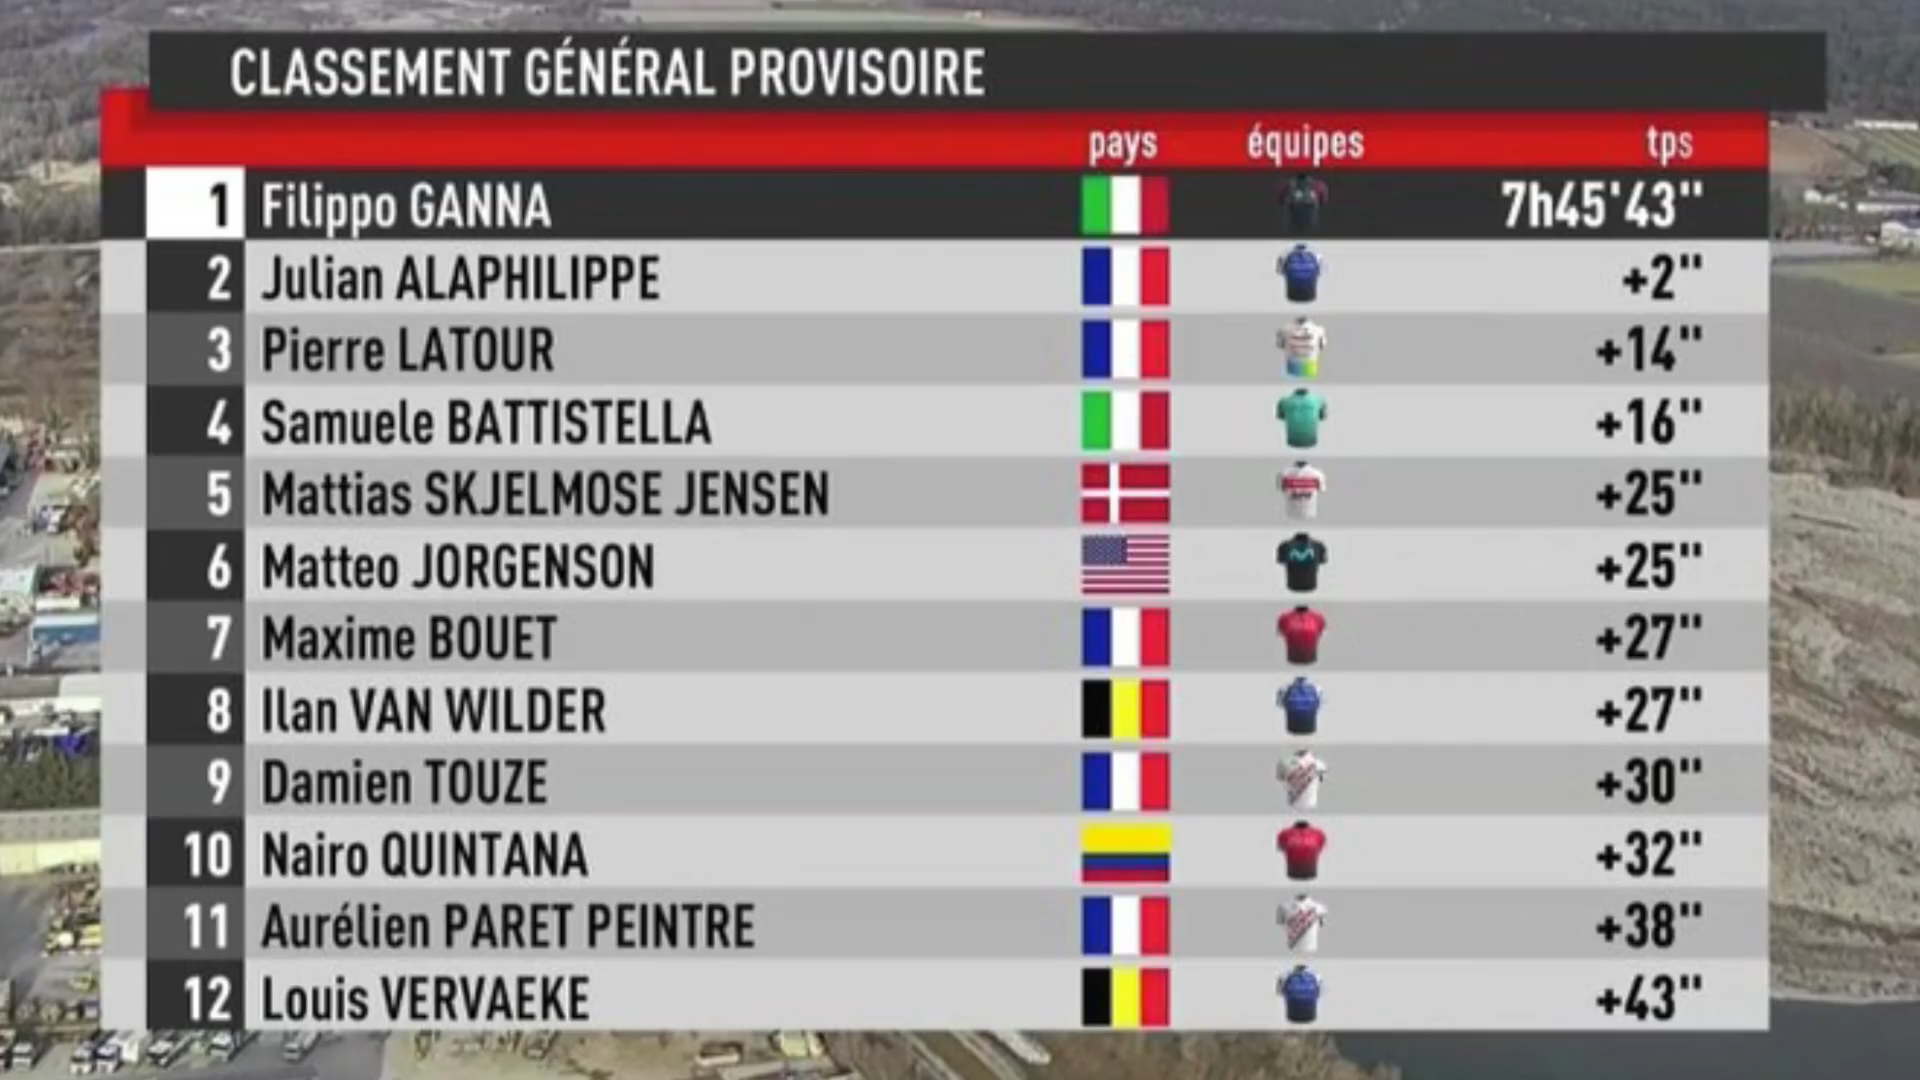 CLASSEMENT GÉNÉRAL PROVISOIRE
pays équipes tps
1 Filippo GANNA 7h45'43"
2 Julian ALAPHILIPPE +2"
3 Pierre LATOUR +14"
4 Samuele BATTISTELLA +16"
5 Mattias SKJELMOSE JENSEN +25"
6 Matteo JORGENSON +25"
7 Maxime BOUET +27"
8 Ilan VAN WILDER +27"
9 Damien TOUZE +30"
10 Nairo QUINTANA +32"
11 Aurélien PARET PEINTRE +38"
12 Louis VERVAEKE +43"